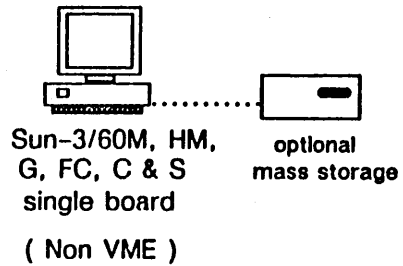 Sun-3/60M, HM,
G, FC, C & S
single board
( Non VME )
optional
mass storage